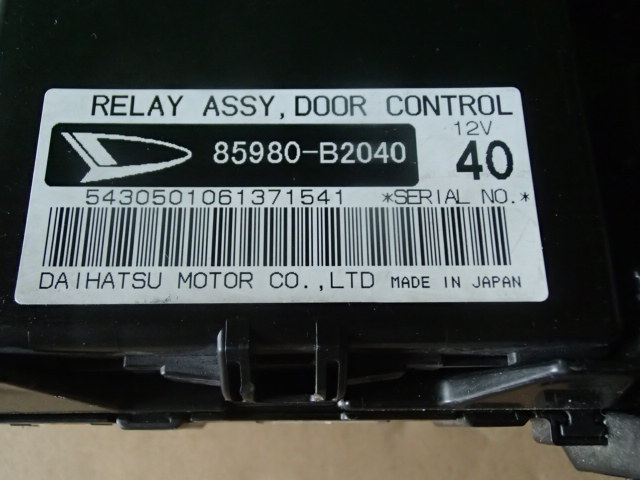 RELAY ASSY, DOOR CONTROL
85980-B2040
12V
40
5430501061371541 *SERIAL NO.*
DAIHATSU MOTOR CO.,LTD MADE IN JAPAN